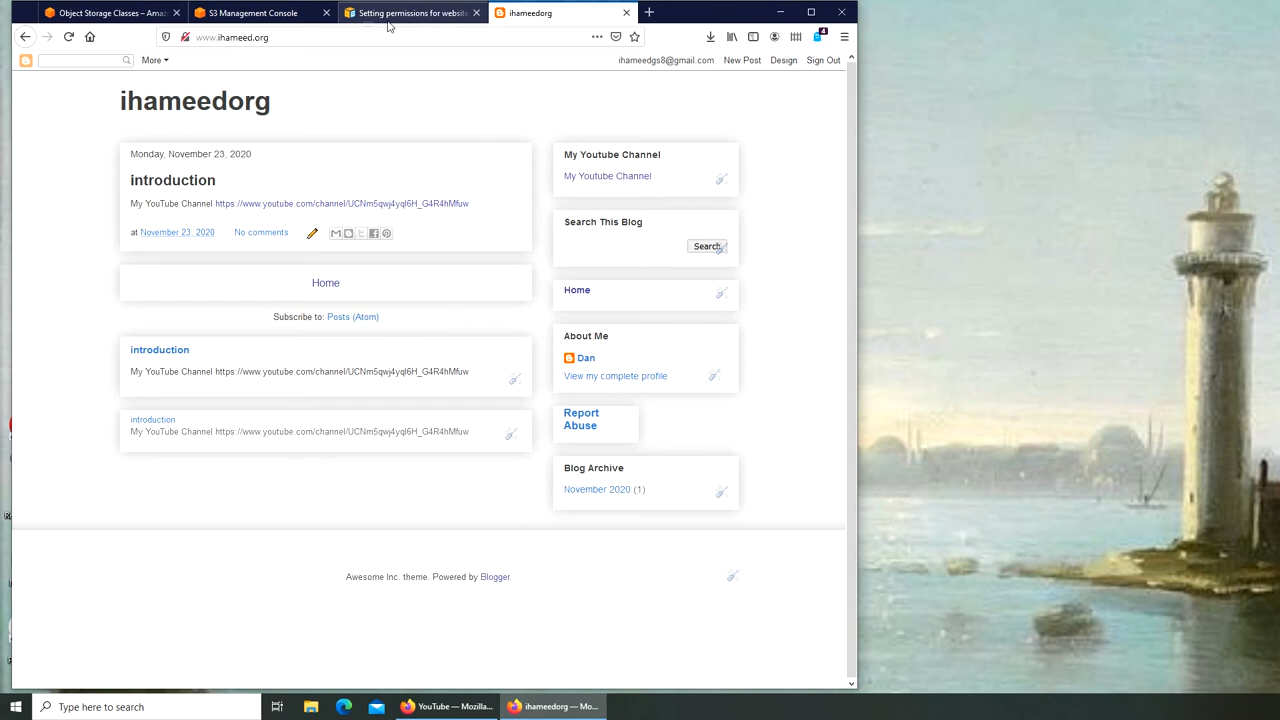 Object Storage Classes – Amaz
S3 Management Console
Setting permissions for website
ihameedorg
www.ihameed.org
4
More
ihameedgs8@gmail.com
New Post
Design
Sign Out
ihameedorg
Monday, November 23, 2020
introduction
My YouTube Channel https://www.youtube.com/channel/UCNm5qwj4yql6H_G4R4hMfuw
at November 23, 2020
No comments
Home
Subscribe to: Posts (Atom)
introduction
My YouTube Channel https://www.youtube.com/channel/UCNm5qwj4yql6H_G4R4hMfuw
introduction
My YouTube Channel https://www.youtube.com/channel/UCNm5qwj4yql6H_G4R4hMfuw
My Youtube Channel
My Youtube Channel
Search This Blog
Search
Home
About Me
Dan
View my complete profile
Report
Abuse
Blog Archive
November 2020 (1)
Awesome Inc. theme. Powered by Blogger.
Type here to search
YouTube — Mozilla...
ihameedorg — Mo...